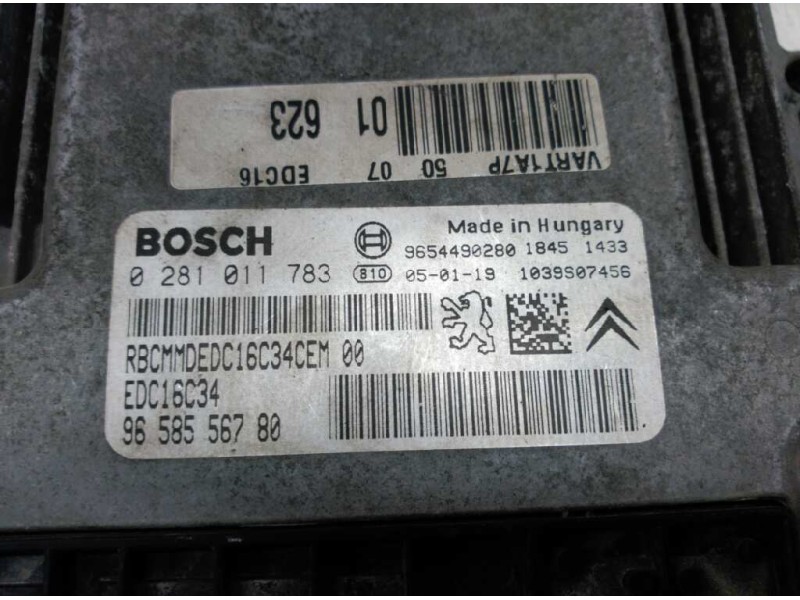 VART1A7P
50 07 EDC16
01 623
BOSCH
Made in Hungary
9654490280 1845 1433
0 281 011 783 810 05-01-19 1039S07456
RBCMMDEDC16C34CEM 00
EDC16C34
96 585 567 80